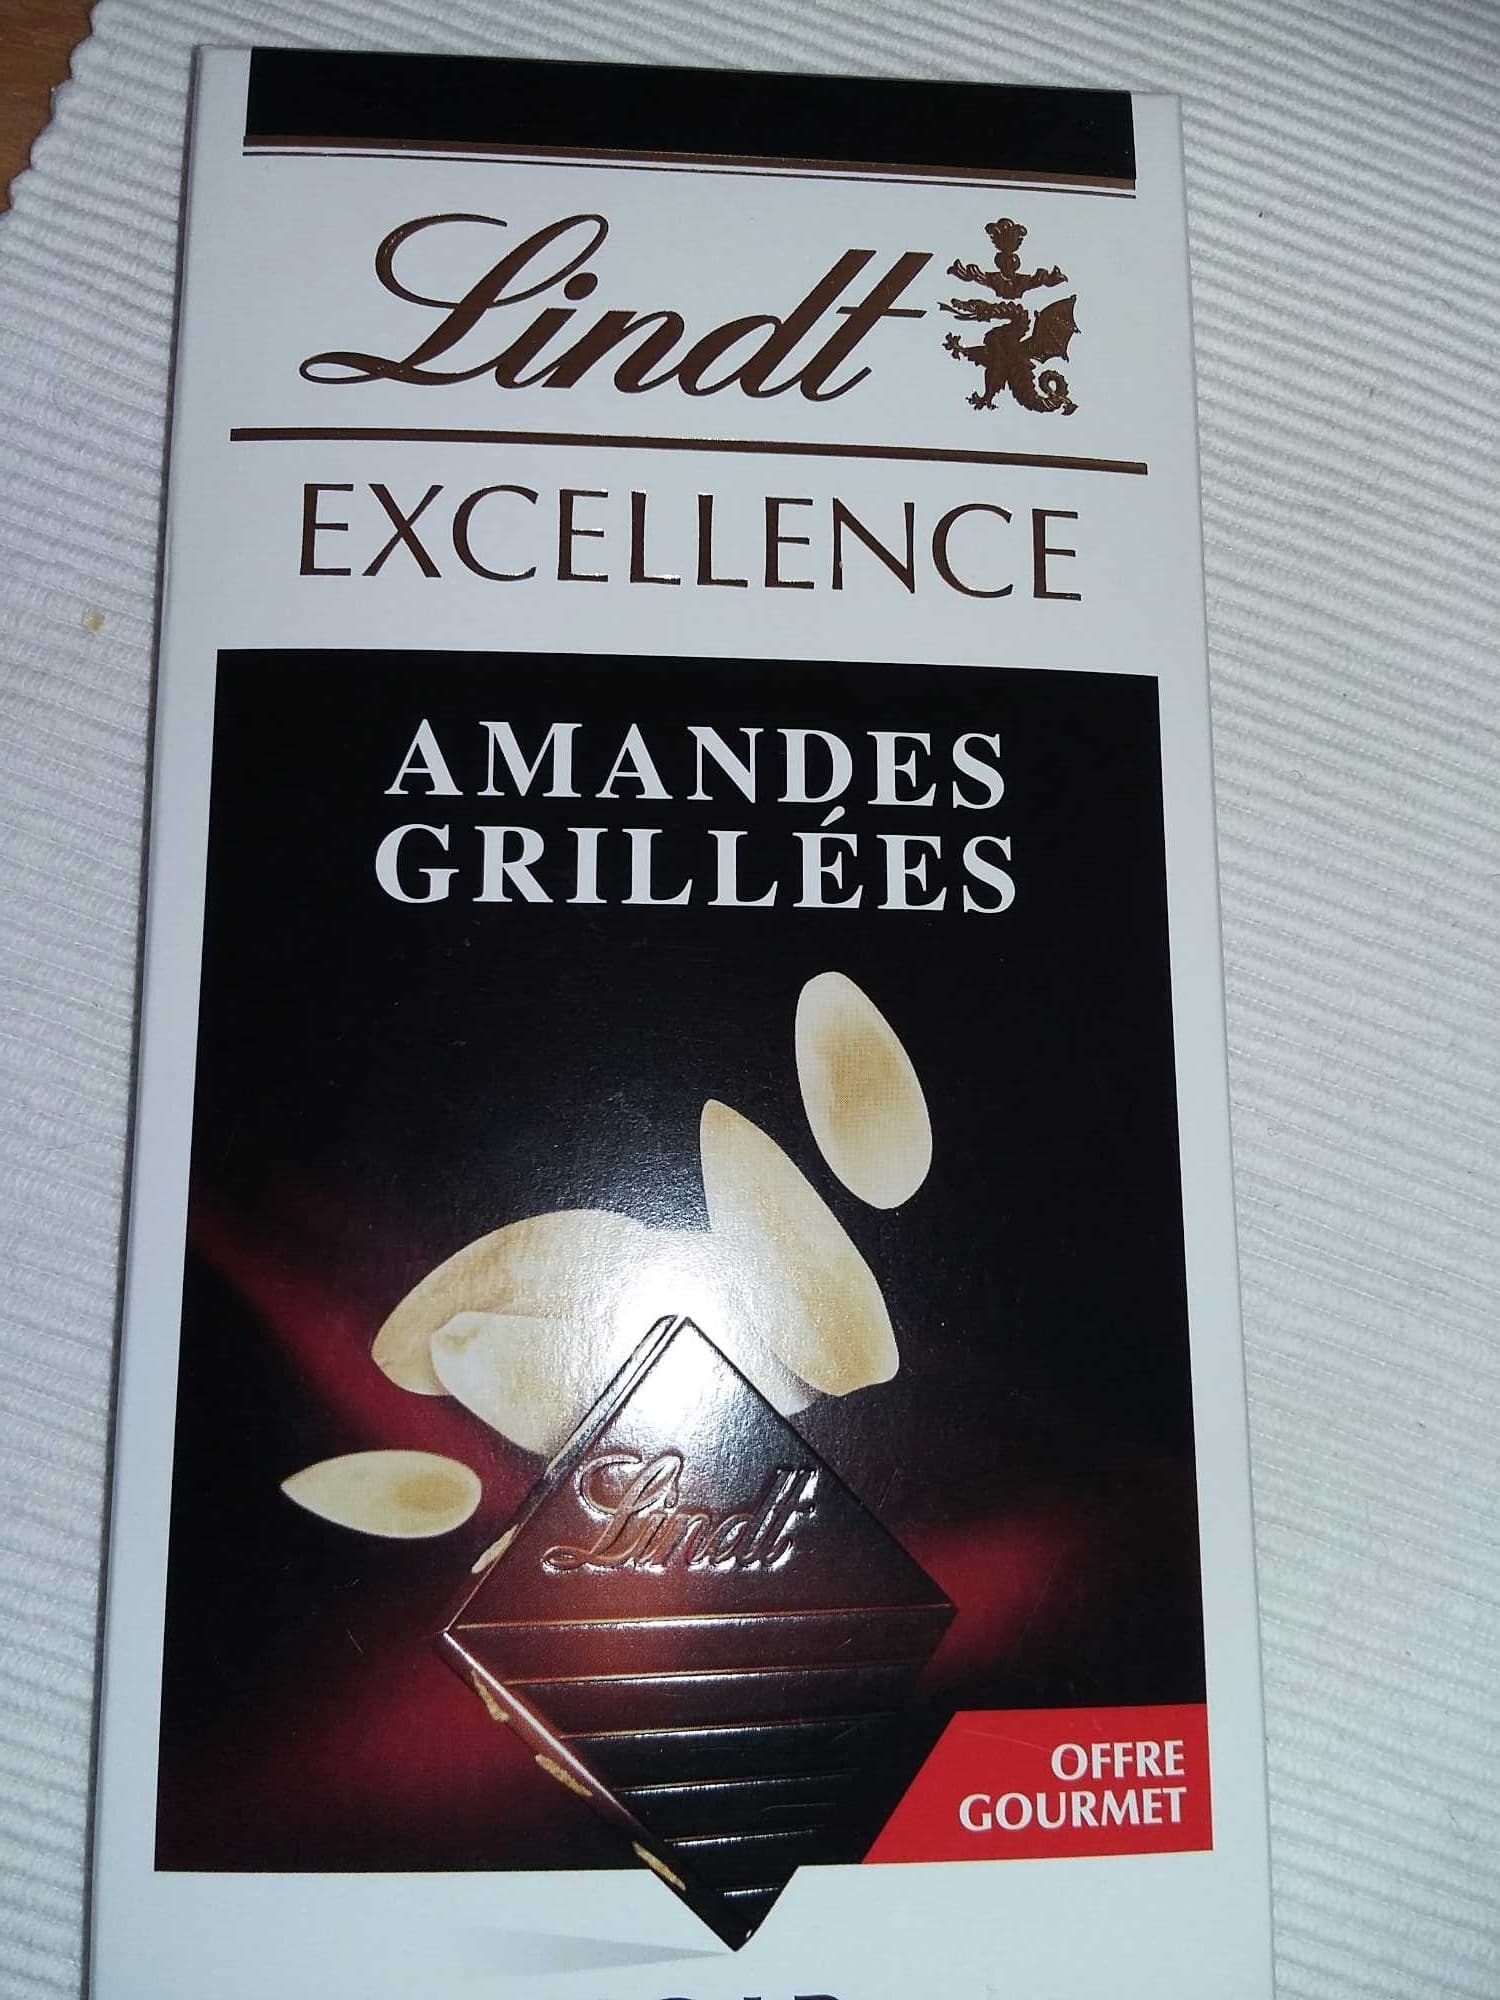 Lindt
EXCELLENCE
AMANDES
GRILLÉES
Lindt
OFFRE
GOURMET